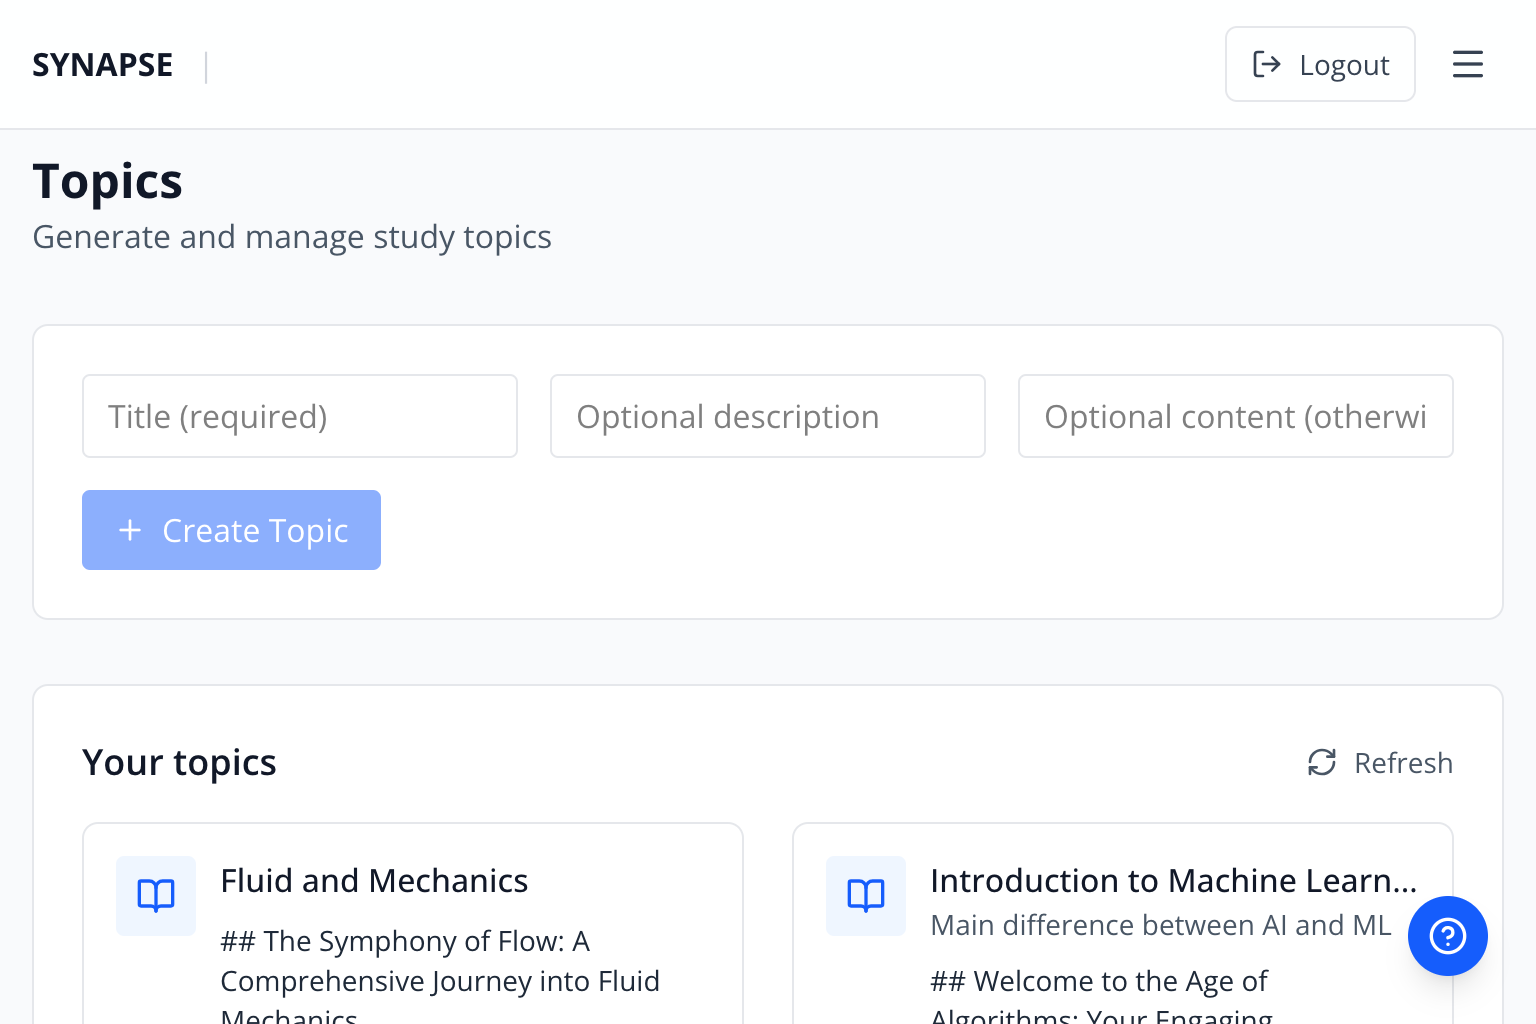 SYNAPSE
Logout
Topics
Generate and manage study topics
Title (required)
Optional description
Optional content (otherwi
Create Topic
Your topics
Refresh
Fluid and Mechanics
## The Symphony of Flow: A
Comprehensive Journey into Fluid
Mechanics
Introduction to Machine Learn...
Main difference between AI and ML
## Welcome to the Age of
Algorithms: Your Engaging